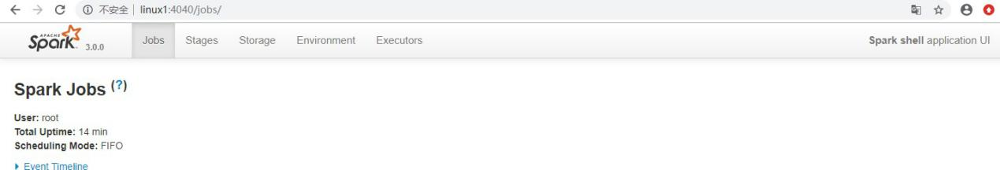 不安全 linux1:4040/jobs/
APACHE Spark 3.0.0 Jobs Stages Storage Environment Executors Spark shell application UI
Spark Jobs (?)
User: root
Total Uptime: 14 min
Scheduling Mode: FIFO
Event Timeline